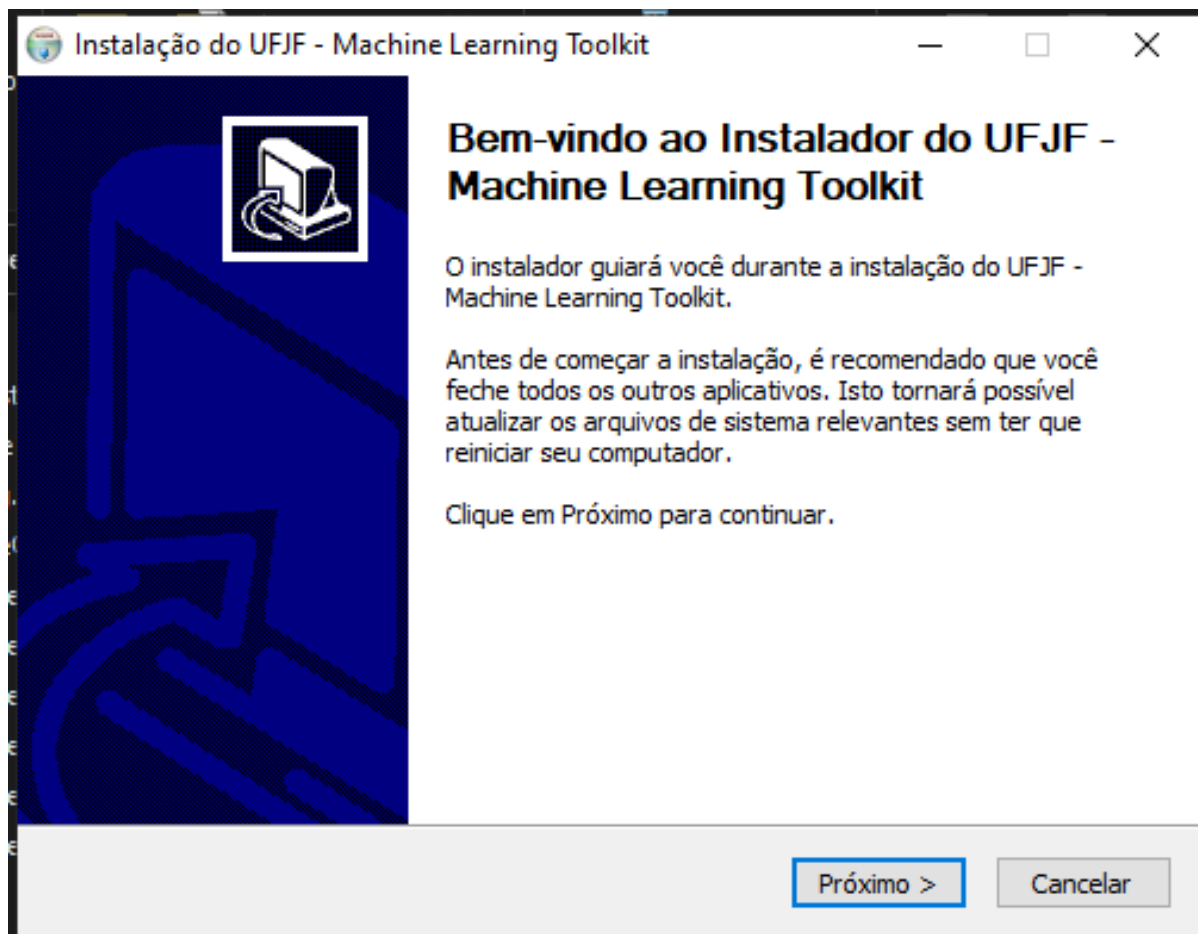 Instalação do UFJF - Machine Learning Toolkit
Bem-vindo ao Instalador do UFJF -
Machine Learning Toolkit
O instalador guiará você durante a instalação do UFJF -
Machine Learning Toolkit.
Antes de começar a instalação, é recomendado que você
feche todos os outros aplicativos. Isto tornará possível
atualizar os arquivos de sistema relevantes sem ter que
reiniciar seu computador.
Clique em Próximo para continuar.
Próximo >
Cancelar